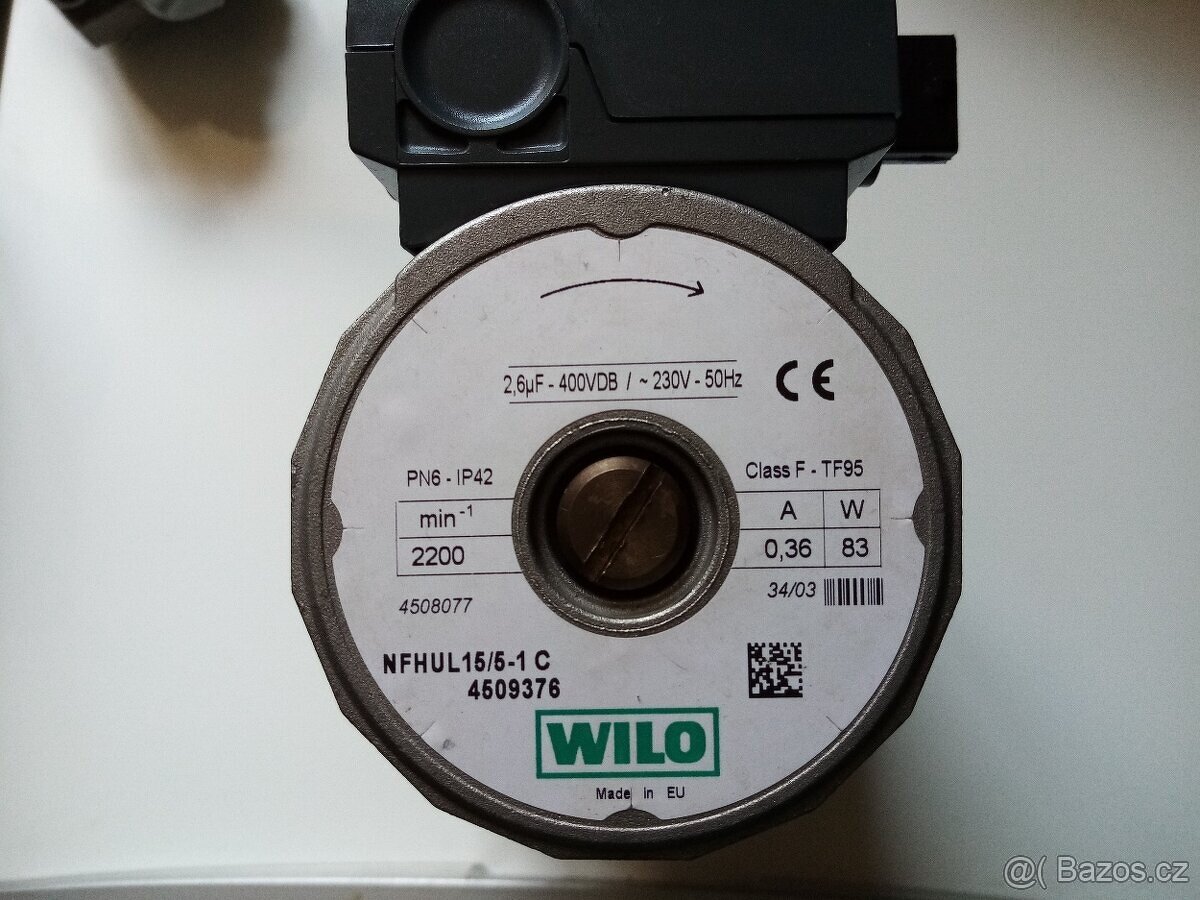 2,6µF - 400VDB / ~ 230V - 50Hz
CE
PN6 - IP42
Class F - TF95
min⁻¹
A W
2200
0,36 83
4508077
34/03
NFHUL15/5-1 C
4509376
WILO
Made in EU
@( Bazos.cz